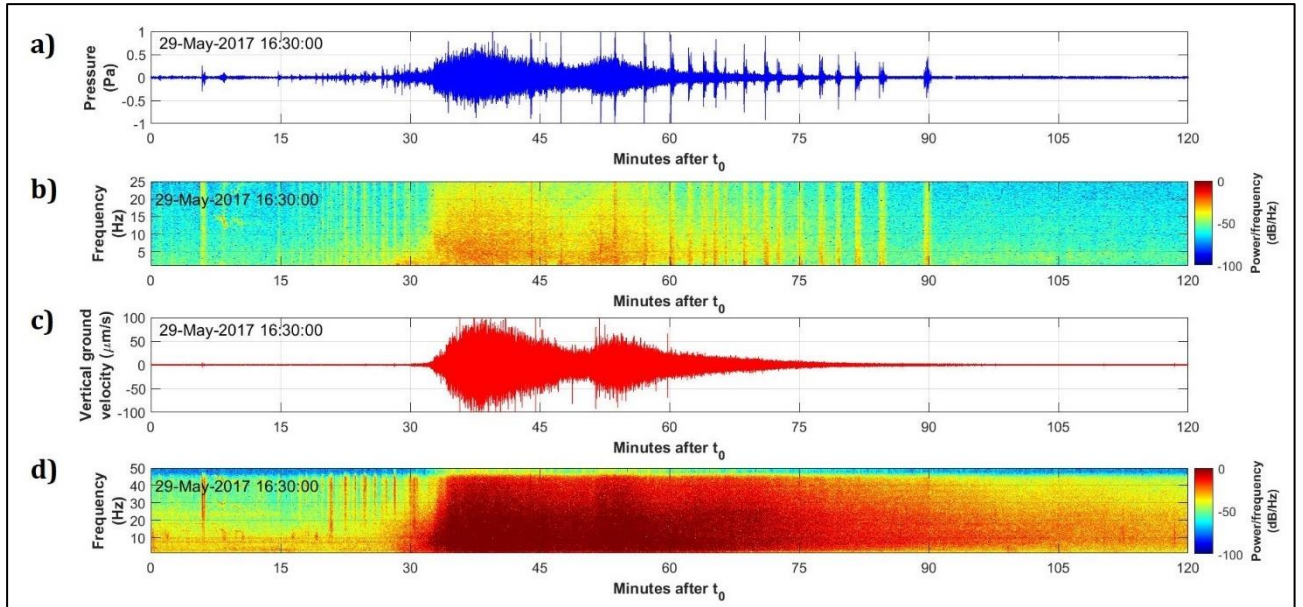 a)
Pressure
(Pa)
1
0.5
0
-0.5
-1
29-May-2017 16:30:00
0 15 30 45 60 75 90 105 120
Minutes after t0
b)
Frequency
(Hz)
25
20
15
10
5
29-May-2017 16:30:00
0
-50
-100
Power/frequency
(dB/Hz)
0 15 30 45 60 75 90 105 120
Minutes after t0
c)
Vertical ground
velocity (μm/s)
100
50
0
-50
-100
29-May-2017 16:30:00
0 15 30 45 60 75 90 105 120
Minutes after t0
d)
Frequency
(Hz)
50
40
30
20
10
29-May-2017 16:30:00
0
-50
-100
Power/frequency
(dB/Hz)
0 15 30 45 60 75 90 105 120
Minutes after t0